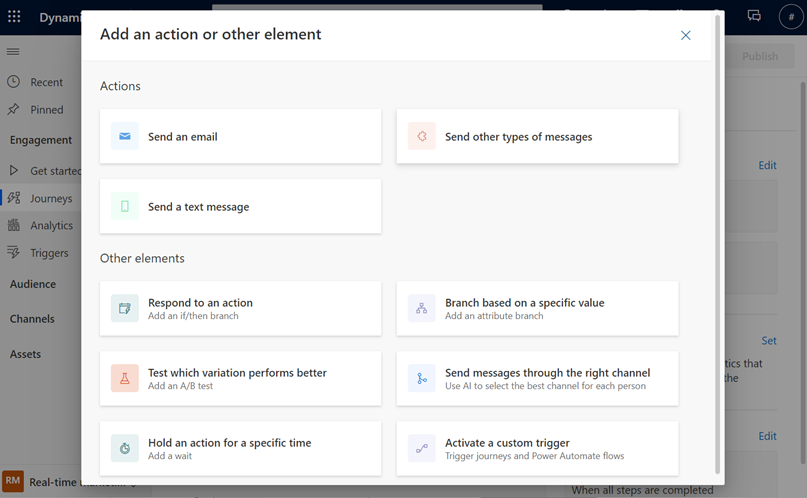 Dynami
#
Add an action or other element
Publish
Recent
Pinned
Engagement
Get started
Journeys
Analytics
Triggers
Audience
Channels
Assets
RM
Real-time
Actions
Send an email
Send other types of messages
Send a text message
Other elements
Respond to an action
Add an if/then branch
Branch based on a specific value
Add an attribute branch
Test which variation performs better
Add an A/B test
Send messages through the right channel
Use AI to select the best channel for each person
Hold an action for a specific time
Add a wait
Activate a custom trigger
Trigger journeys and Power Automate flows
Edit
Set
tics that
the
Edit
When all steps are completed